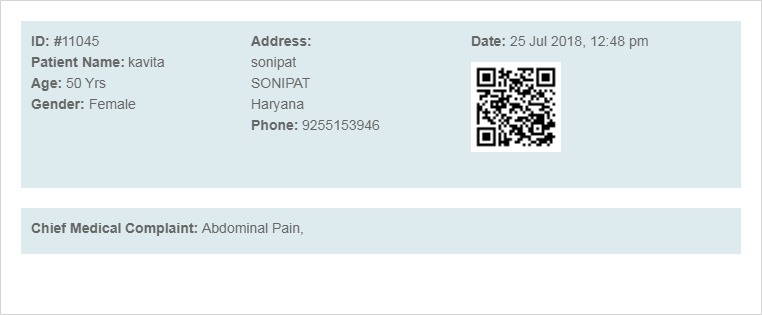 ID: #11045
Patient Name: kavita
Age: 50 Yrs
Gender: Female
Address:
sonipat
SONIPAT
Haryana
Phone: 9255153946
Date: 25 Jul 2018, 12:48 pm
Chief Medical Complaint: Abdominal Pain,